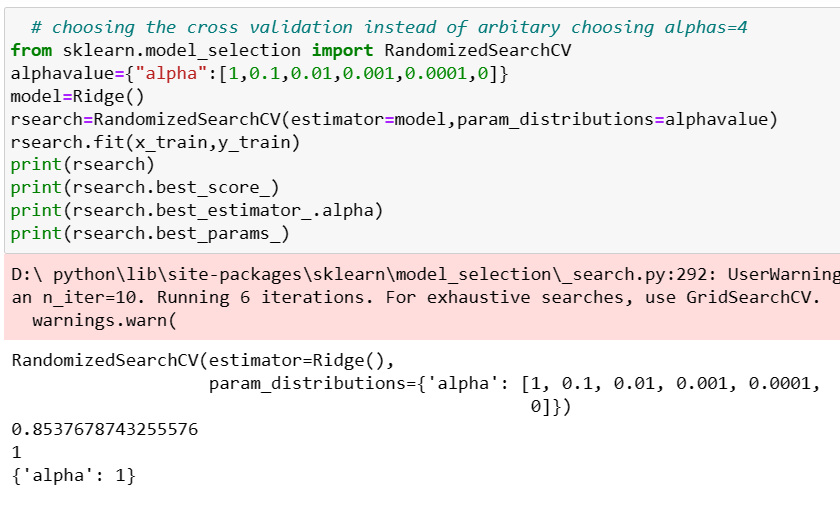 # choosing the cross validation instead of arbitary choosing alphas=4
from sklearn.model_selection import RandomizedSearchCV
alphavalue={"alpha":[1,0.1,0.01,0.001,0.0001,0]}
model=Ridge()
rsearch=RandomizedSearchCV(estimator=model,param_distributions=alphavalue)
rsearch.fit(x_train,y_train)
print(rsearch)
print(rsearch.best_score_)
print(rsearch.best_estimator_.alpha)
print(rsearch.best_params_)
D:\ python\lib\site-packages\sklearn\model_selection\_search.py:292: UserWarning
an n_iter=10. Running 6 iterations. For exhaustive searches, use GridSearchCV.
warnings.warn(
RandomizedSearchCV(estimator=Ridge(),
param_distributions={'alpha': [1, 0.1, 0.01, 0.001, 0.0001,
0]})
0.8537678743255576
1
{'alpha': 1}